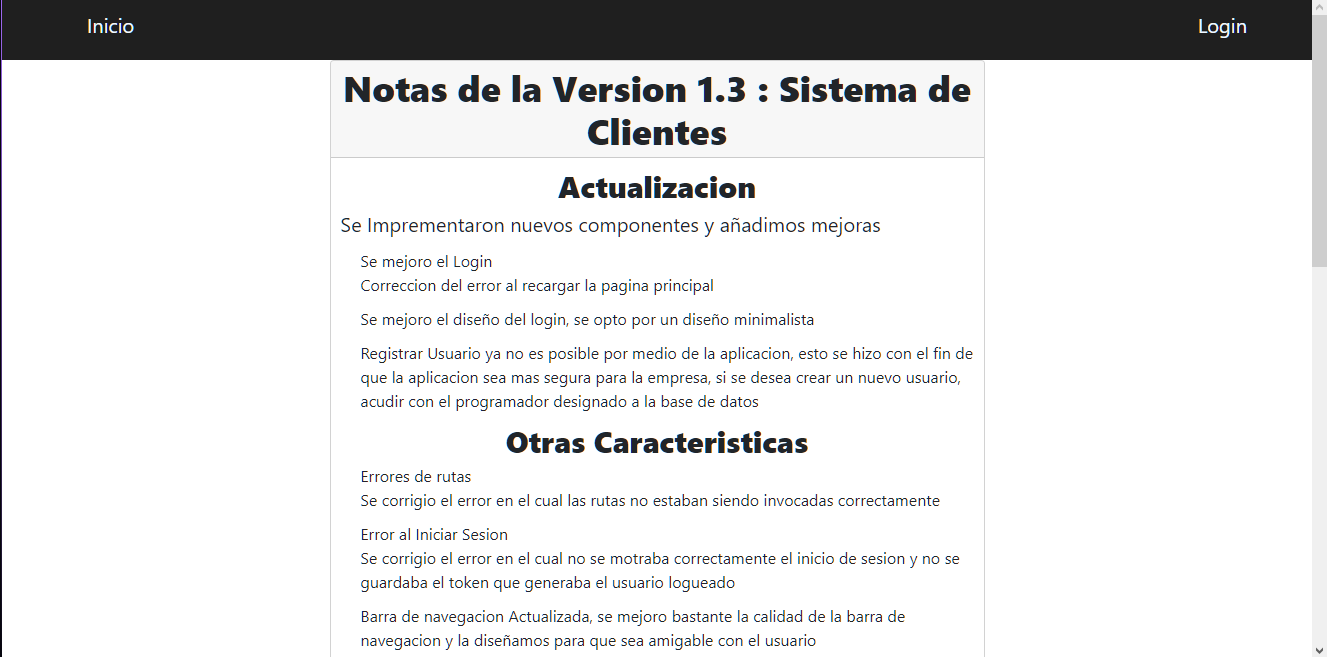 Inicio
Login
Notas de la Version 1.3 : Sistema de
Clientes
Actualizacion
Se Imprementaron nuevos componentes y añadimos mejoras
Se mejoro el Login
Correccion del error al recargar la pagina principal
Se mejoro el diseño del login, se opto por un diseño minimalista
Registrar Usuario ya no es posible por medio de la aplicacion, esto se hizo con el fin de
que la aplicacion sea mas segura para la empresa, si se desea crear un nuevo usuario,
acudir con el programador designado a la base de datos
Otras Caracteristicas
Errores de rutas
Se corrigio el error en el cual las rutas no estaban siendo invocadas correctamente
Error al Iniciar Sesion
Se corrigio el error en el cual no se motraba correctamente el inicio de sesion y no se
guardaba el token que generaba el usuario logueado
Barra de navegacion Actualizada, se mejoro bastante la calidad de la barra de
navegacion y la diseñamos para que sea amigable con el usuario